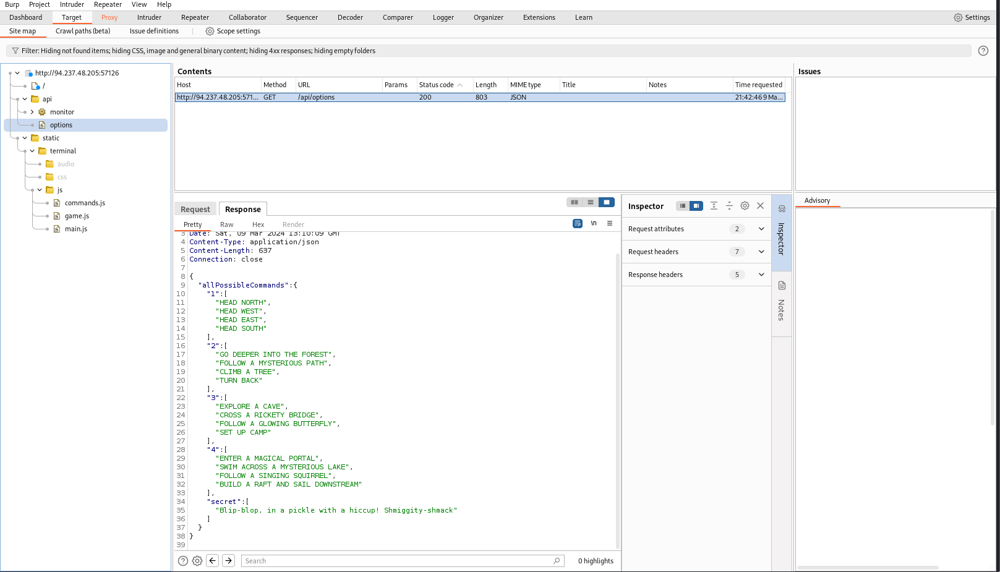 Burp Project Intruder Repeater View Help
Dashboard Target Proxy Intruder Repeater Collaborator Sequencer Decoder Comparer Logger Organizer Extensions Learn Settings
Site map Crawl paths (beta) Issue definitions Scope settings
Filter: Hiding not found items; hiding CSS, image and general binary content; hiding 4xx responses; hiding empty folders
http://94.237.48.205:57126
/
api
monitor
options
static
terminal
audio
css
js
commands.js
game.js
main.js
Contents
Host Method URL Params Status code Length MIME type Title Notes Time requested
http://94.237.48.205:571... GET /api/options 200 803 JSON 21:42:46 9 Ma...
Issues
Request Response
Pretty Raw Hex Render \n
3 Date: Sat, 09 Mar 2024 13:10:09 GMT
4 Content-Type: application/json
5 Content-Length: 637
6 Connection: close
7
8 {
9 "allPossibleCommands":{
10 "1":[
11 "HEAD NORTH",
12 "HEAD WEST",
13 "HEAD EAST",
14 "HEAD SOUTH"
15 ],
16 "2":[
17 "GO DEEPER INTO THE FOREST",
18 "FOLLOW A MYSTERIOUS PATH",
19 "CLIMB A TREE",
20 "TURN BACK"
21 ],
22 "3":[
23 "EXPLORE A CAVE",
24 "CROSS A RICKETY BRIDGE",
25 "FOLLOW A GLOWING BUTTERFLY",
26 "SET UP CAMP"
27 ],
28 "4":[
29 "ENTER A MAGICAL PORTAL",
30 "SWIM ACROSS A MYSTERIOUS LAKE",
31 "FOLLOW A SINGING SQUIRREL",
32 "BUILD A RAFT AND SAIL DOWNSTREAM"
33 ],
34 "secret":[
35 "Blip-blop, in a pickle with a hiccup! Shmiggity-shmack"
36 ]
37 }
38 }
39
Search 0 highlights
Inspector
Request attributes 2
Request headers 7
Response headers 5
Inspector
Notes
Advisory